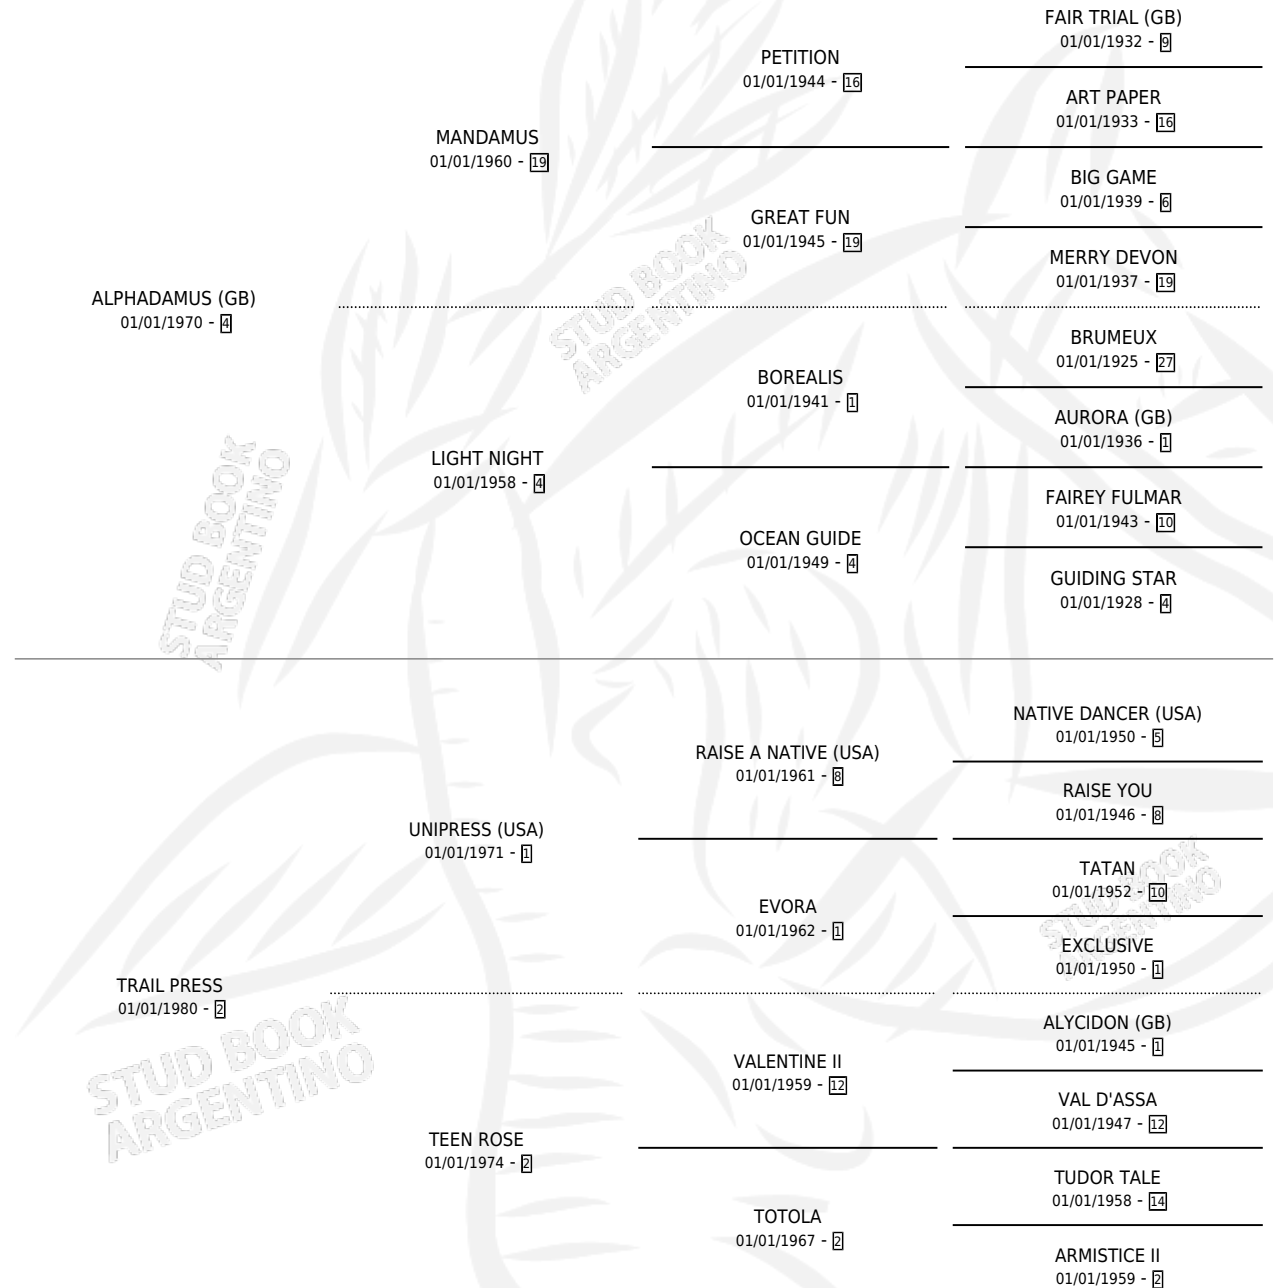 FAIR TRIAL (GB)
01/01/1932 - 9
PETITION
01/01/1944 - 16
ART PAPER
01/01/1933 - 16
MANDAMUS
01/01/1960 - 19
BIG GAME
01/01/1939 - 6
GREAT FUN
01/01/1945 - 19
MERRY DEVON
01/01/1937 - 19
ALPHADAMUS (GB)
01/01/1970 - 4
STUD BOOK
ARGENTINO
BRUMEUX
01/01/1925 - 27
BOREALIS
01/01/1941 - 1
AURORA (GB)
01/01/1936 - 1
LIGHT NIGHT
01/01/1958 - 4
FAIREY FULMAR
01/01/1943 - 10
OCEAN GUIDE
01/01/1949 - 4
GUIDING STAR
01/01/1928 - 4
STUD BOOK
ARGENTINO
NATIVE DANCER (USA)
01/01/1950 - 5
RAISE A NATIVE (USA)
01/01/1961 - 8
RAISE YOU
01/01/1946 - 8
UNIPRESS (USA)
01/01/1971 - 1
TATAN
01/01/1952 - 10
STUD BOOK
ARGENTINO
EVORA
01/01/1962 - 1
EXCLUSIVE
01/01/1950 - 1
TRAIL PRESS
01/01/1980 - 2
STUD BOOK
ARGENTINO
ALYCIDON (GB)
01/01/1945 - 1
VALENTINE II
01/01/1959 - 12
VAL D'ASSA
01/01/1947 - 12
TEEN ROSE
01/01/1974 - 2
TUDOR TALE
01/01/1958 - 14
TOTOLA
01/01/1967 - 2
ARMISTICE II
01/01/1959 - 2